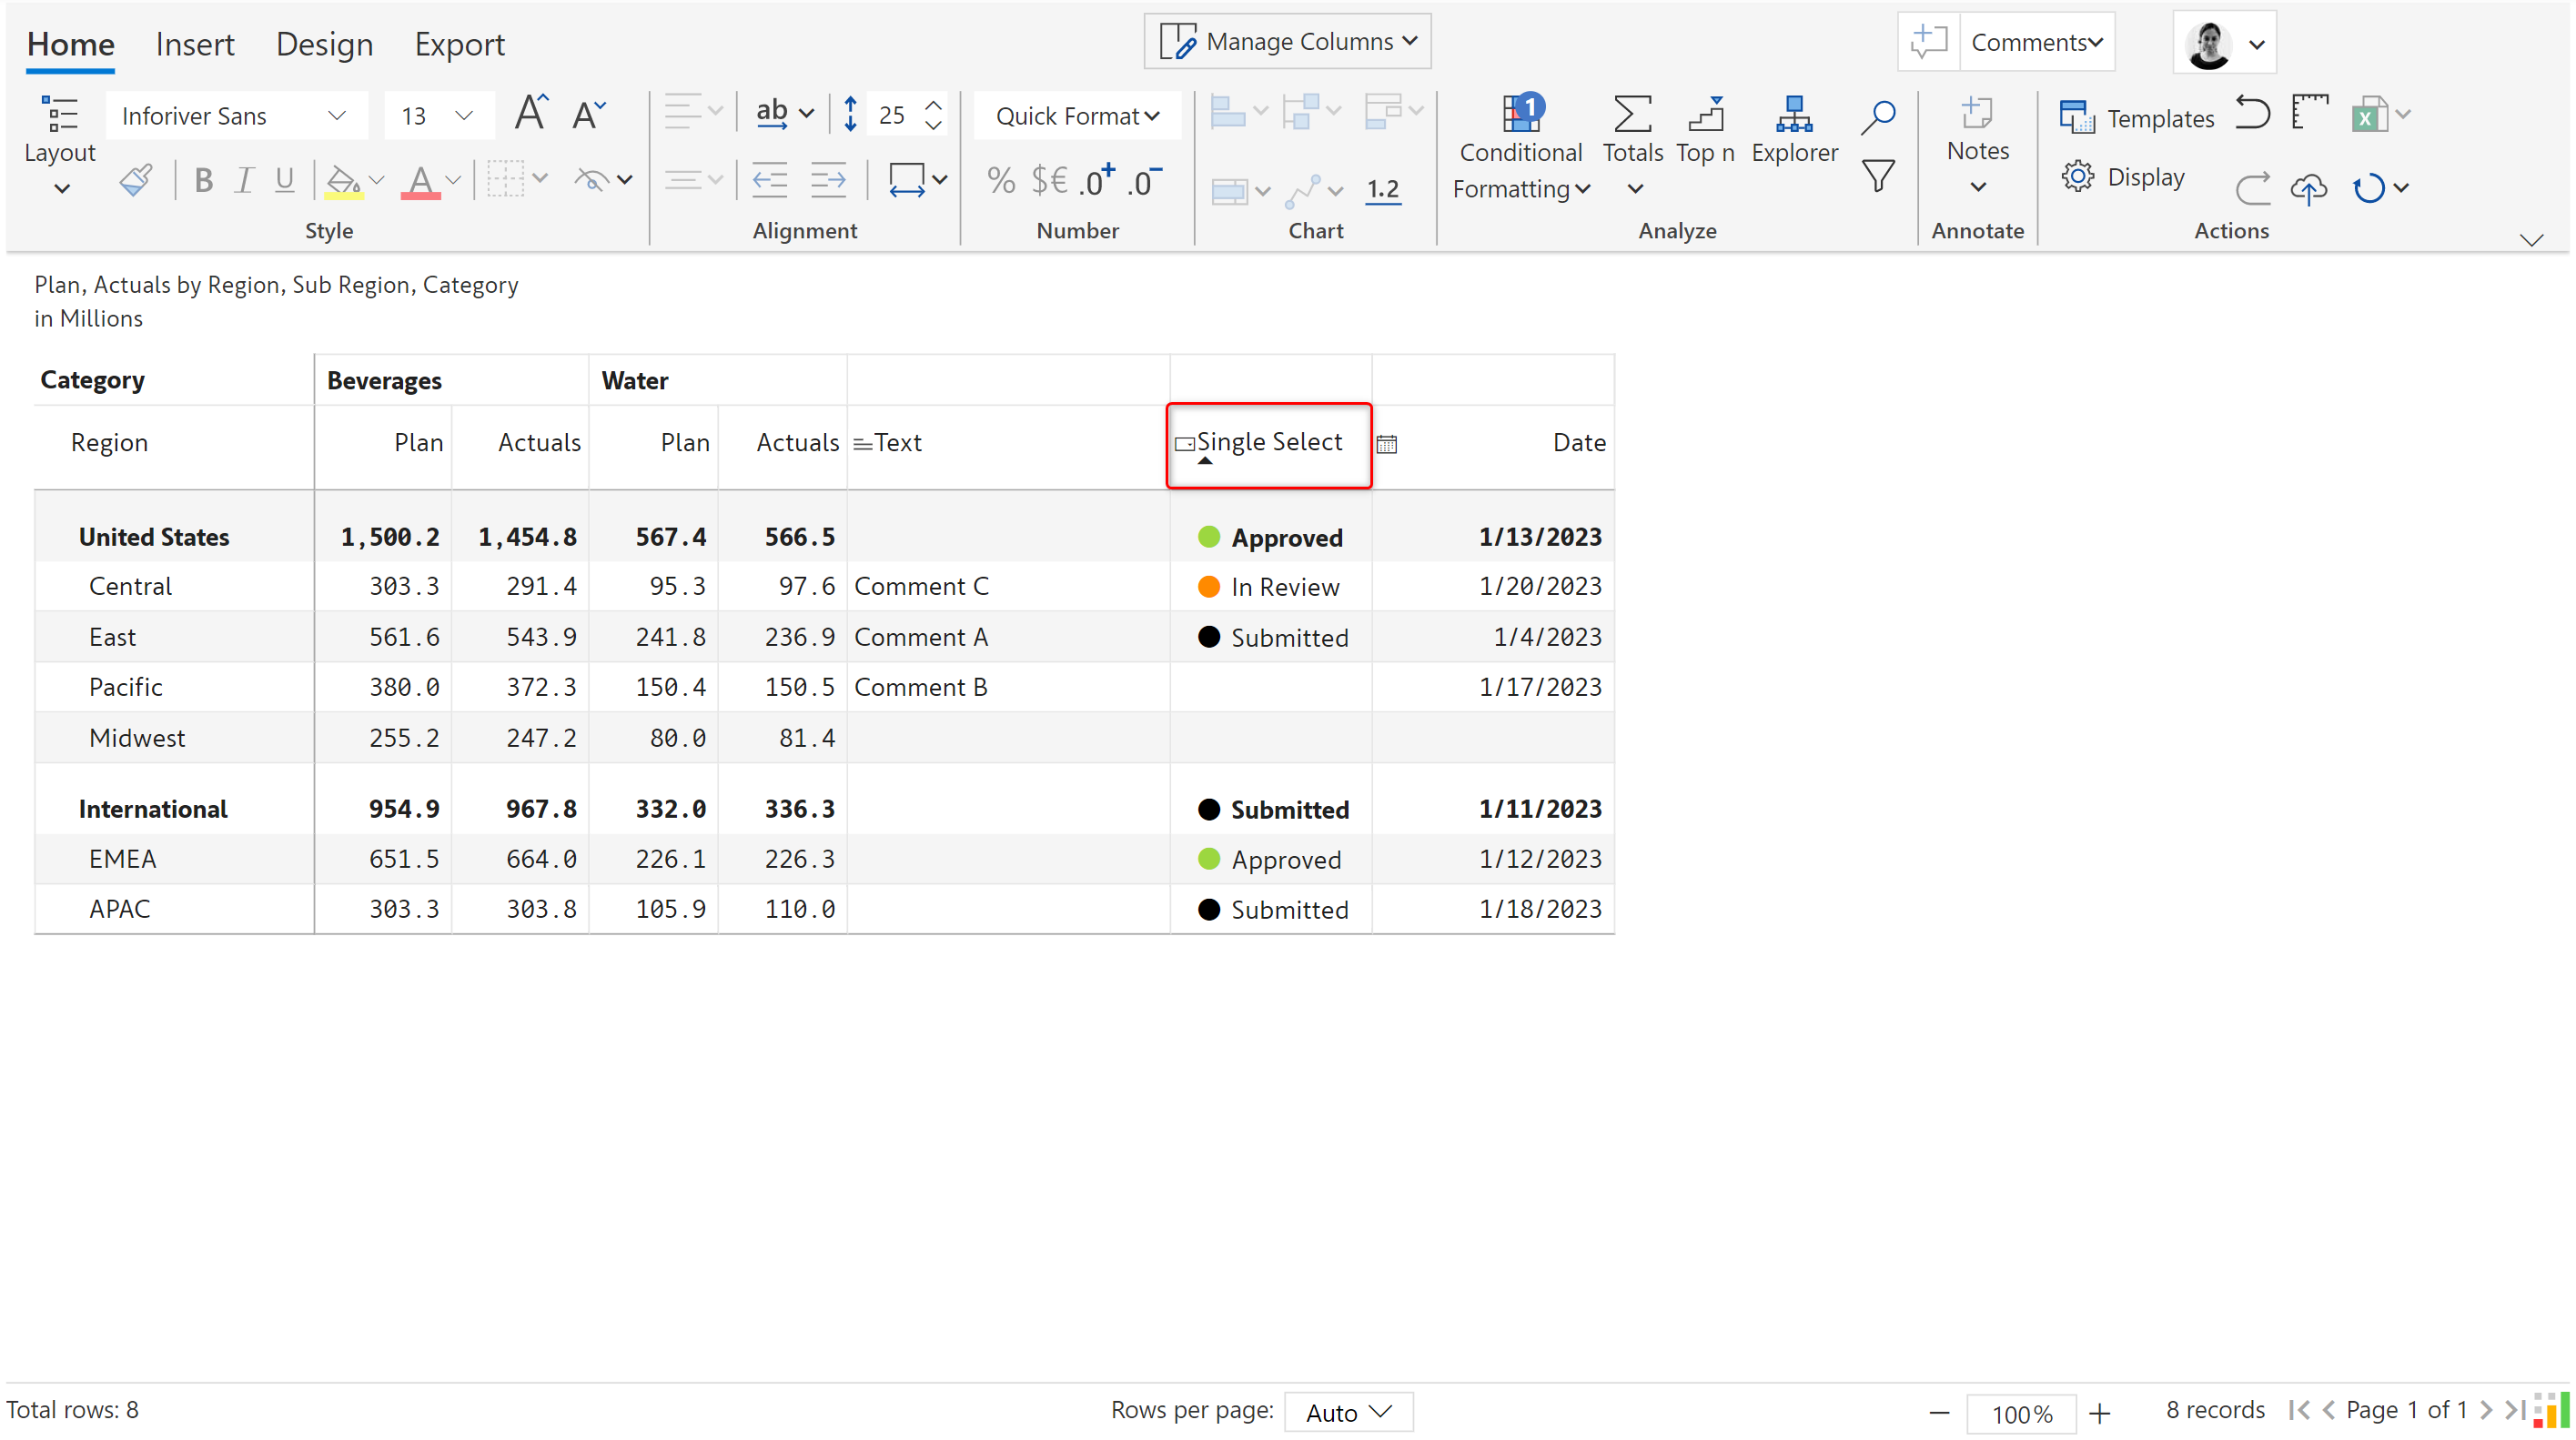 Home Insert Design Export Manage Columns Comments
Layout Inforiver Sans 13 A A ab 25 Quick Format 1 Conditional Formatting Totals Top n Explorer Notes Templates X
B I U A % $€ .0+ .0- 1.2 Display
Style Alignment Number Chart Analyze Annotate Actions
Plan, Actuals by Region, Sub Region, Category
in Millions
Category Beverages Water
Region Plan Actuals Plan Actuals Text Single Select Date
United States 1,500.2 1,454.8 567.4 566.5 Approved 1/13/2023
Central 303.3 291.4 95.3 97.6 Comment C In Review 1/20/2023
East 561.6 543.9 241.8 236.9 Comment A Submitted 1/4/2023
Pacific 380.0 372.3 150.4 150.5 Comment B 1/17/2023
Midwest 255.2 247.2 80.0 81.4
International 954.9 967.8 332.0 336.3 Submitted 1/11/2023
EMEA 651.5 664.0 226.1 226.3 Approved 1/12/2023
APAC 303.3 303.8 105.9 110.0 Submitted 1/18/2023
Total rows: 8 Rows per page: Auto 100% 8 records Page 1 of 1